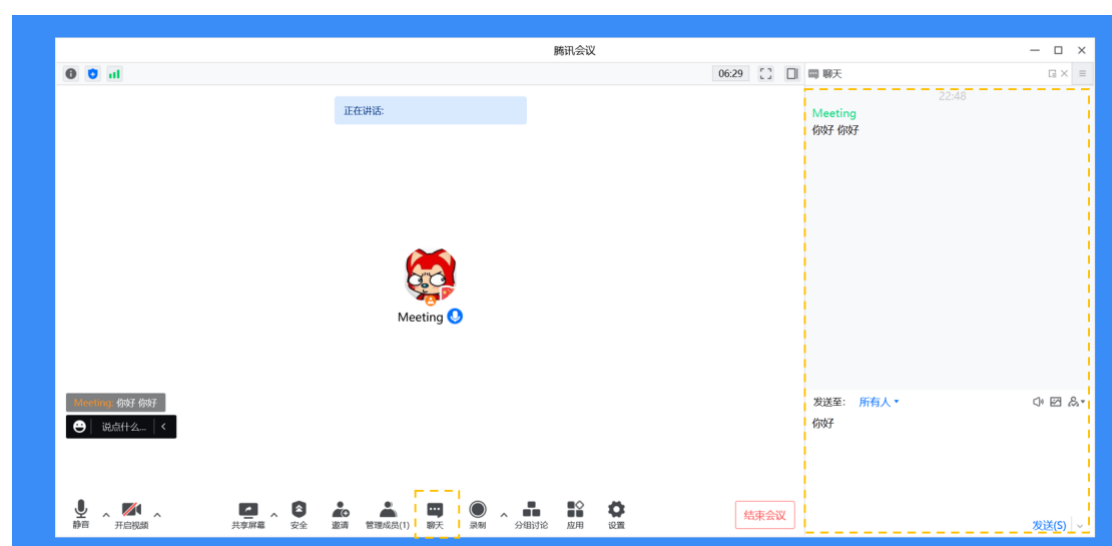 腾讯会议
06:29
聊天
正在讲话:
22:48
Meeting
你好 你好
Meeting
Meeting: 你好 你好
说点什么...
发送至: 所有人
你好
静音
开启视频
共享屏幕
安全
邀请
管理成员(1)
聊天
录制
分组讨论
应用
设置
结束会议
发送(S)